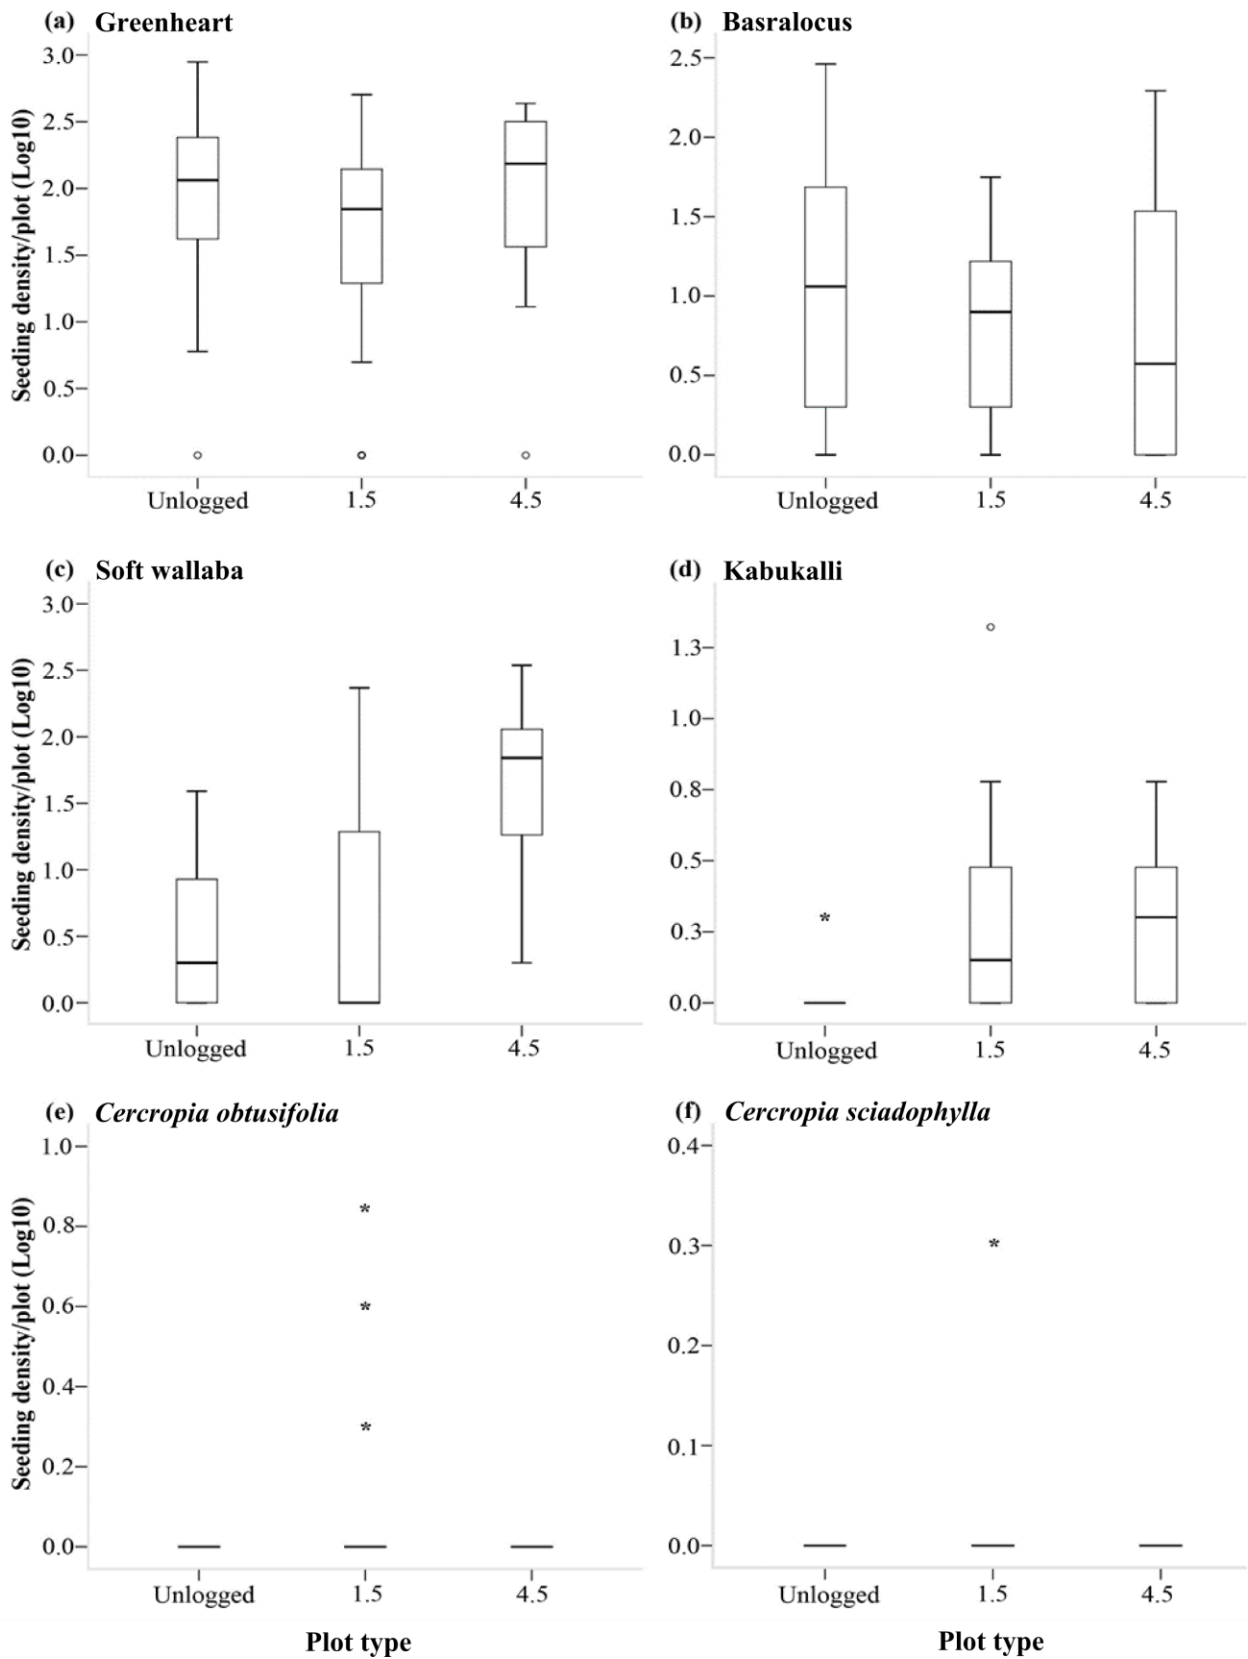 (a) Greenheart
(b) Basralocus
Seeding density/plot (Log10)
3.0
2.5
2.0
1.5
1.0
0.5
0.0
Unlogged 1.5 4.5
2.5
2.0
1.5
1.0
0.5
0.0
Unlogged 1.5 4.5
(c) Soft wallaba
(d) Kabukalli
Seeding density/plot (Log10)
3.0
2.5
2.0
1.5
1.0
0.5
0.0
Unlogged 1.5 4.5
1.3
1.0
0.8
0.5
0.3
0.0
Unlogged 1.5 4.5
(e) Cercropia obtusifolia
(f) Cercropia sciadophylla
Seeding density/plot (Log10)
1.0
0.8
0.6
0.4
0.2
0.0
Unlogged 1.5 4.5
0.4
0.3
0.2
0.1
0.0
Unlogged 1.5 4.5
Plot type
Plot type